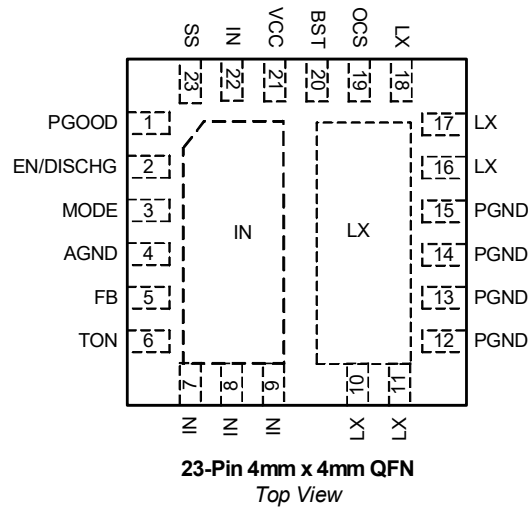 SS
IN
VCC
BST
OCS
LX
23
22
21
20
19
18
PGOOD 1
EN/DISCHG 2
MODE 3
AGND 4
FB 5
TON 6
IN
LX
17 LX
16 LX
15 PGND
14 PGND
13 PGND
12 PGND
7
8
9
10
11
IN
IN
IN
LX
LX
23-Pin 4mm x 4mm QFN
Top View